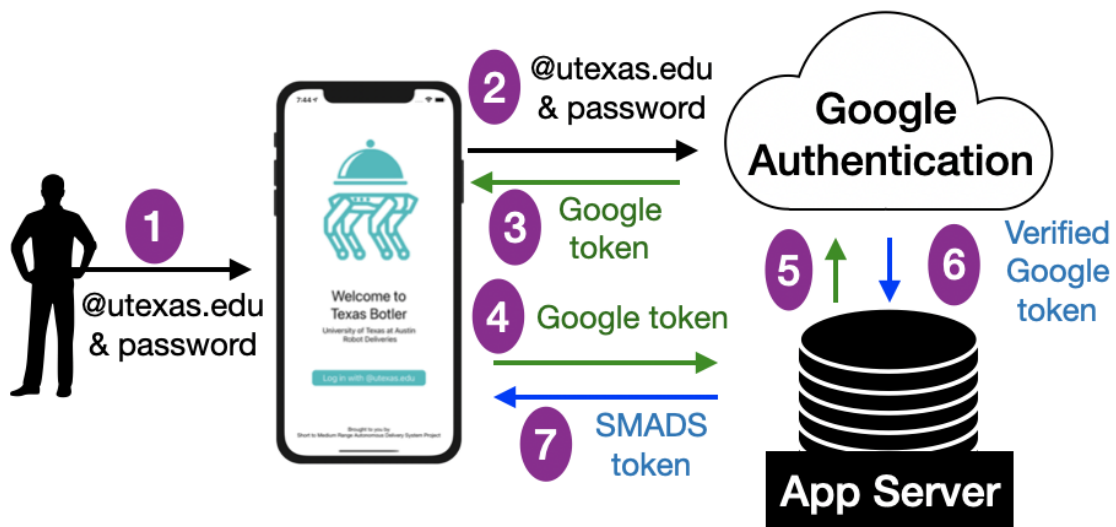 1
@utexas.edu
& password
7:44
Welcome to
Texas Botler
University of Texas at Austin
Robot Deliveries
Log in with @utexas.edu
Brought to you by
Short to Medium Range Autonomous Delivery System Project
2
@utexas.edu
& password
3
Google
token
4
Google token
7
SMADS
token
Google
Authentication
5
6
Verified
Google
token
App Server